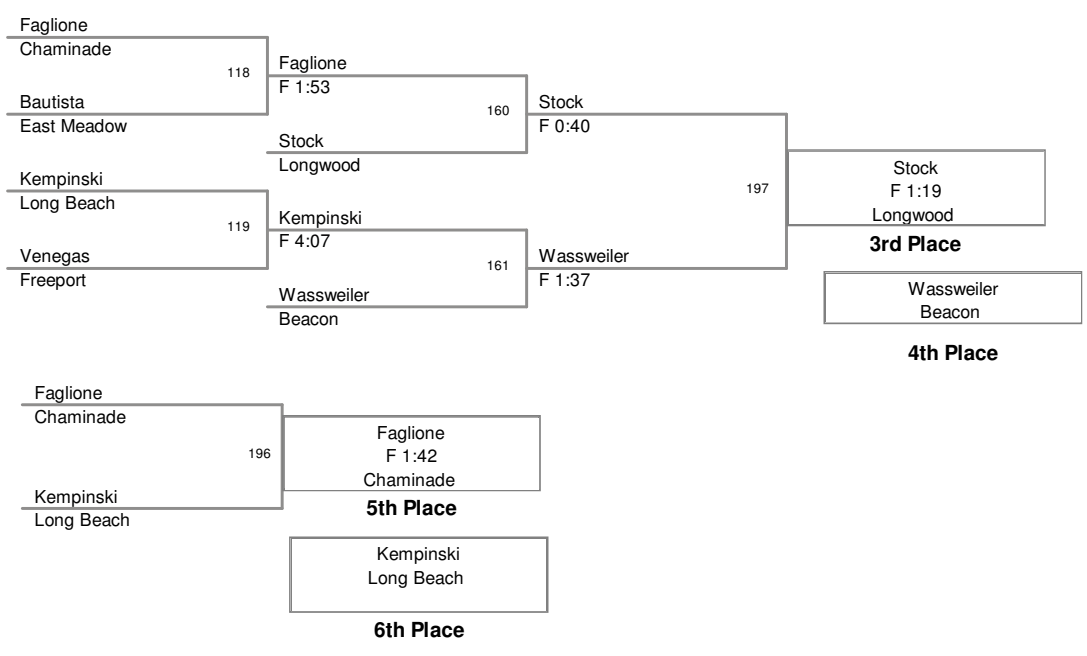 Faglione
Chaminade
118
Bautista
East Meadow
Faglione
F 1:53
160
Stock
Longwood
Stock
F 0:40
Kempinski
Long Beach
119
Venegas
Freeport
Kempinski
F 4:07
161
Wassweiler
Beacon
Wassweiler
F 1:37
197
Stock
F 1:19
Longwood
3rd Place
Wassweiler
Beacon
4th Place
Faglione
Chaminade
196
Kempinski
Long Beach
Faglione
F 1:42
Chaminade
5th Place
Kempinski
Long Beach
6th Place